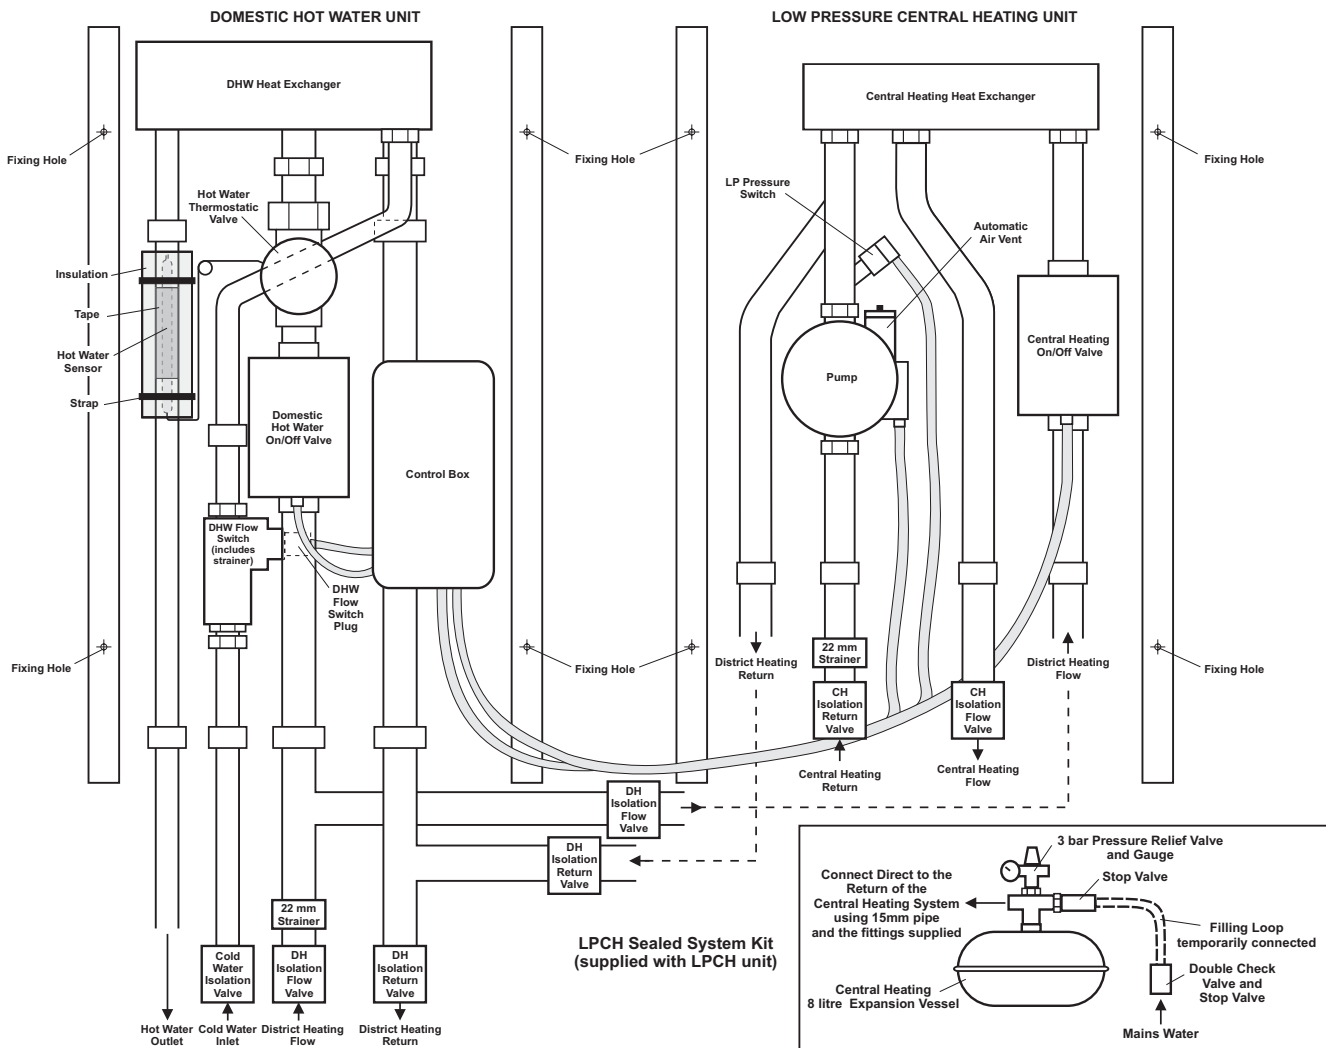 DOMESTIC HOT WATER UNIT
LOW PRESSURE CENTRAL HEATING UNIT
DHW Heat Exchanger
Central Heating Heat Exchanger
Fixing Hole
Fixing Hole
Fixing Hole
Hot Water
Thermostatic
Valve
LP Pressure
Switch
Automatic
Air Vent
Insulation
Tape
Hot Water
Sensor
Strap
Domestic
Hot Water
On/Off Valve
Control Box
Pump
Central Heating
On/Off Valve
DHW Flow
Switch
(includes
strainer)
DHW
Flow
Switch
Plug
Fixing Hole
Fixing Hole
Fixing Hole
District Heating
Return
22 mm
Strainer
CH
Isolation
Return
Valve
CH
Isolation
Flow
Valve
District Heating
Flow
Central Heating
Return
Central Heating
Flow
DH
Isolation
Flow
Valve
DH
Isolation
Return
Valve
22 mm
Strainer
Cold
Water
Isolation
Valve
DH
Isolation
Flow
Valve
DH
Isolation
Return
Valve
Hot Water
Outlet
Cold Water
Inlet
District Heating
Flow
District Heating
Return
LPCH Sealed System Kit
(supplied with LPCH unit)
3 bar Pressure Relief Valve
and Gauge
Stop Valve
Connect Direct to the
Return of the
Central Heating System
using 15mm pipe
and the fittings supplied
Filling Loop
temporarily connected
Double Check
Valve and
Stop Valve
Central Heating
8 litre Expansion Vessel
Mains Water